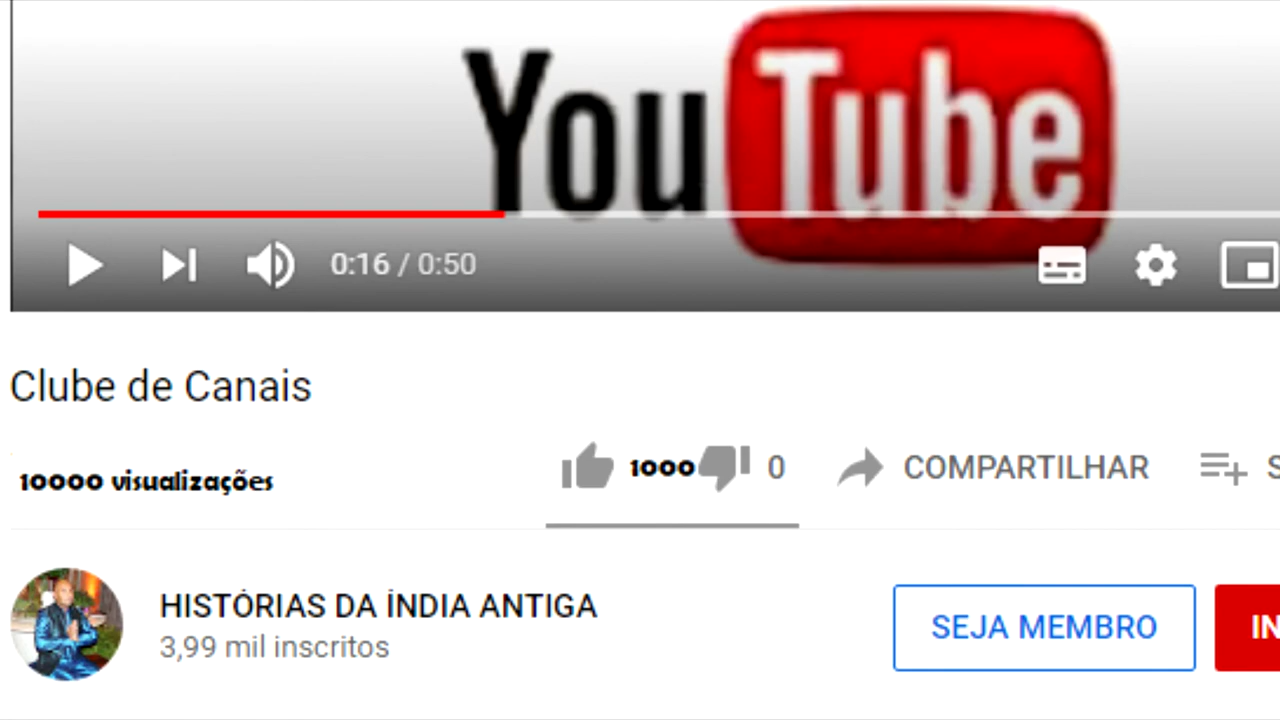 YouTube
0:16 / 0:50
Clube de Canais
10000 visualizações
1000 0 COMPARTILHAR S
HISTÓRIAS DA ÍNDIA ANTIGA
3,99 mil inscritos
SEJA MEMBRO
IN